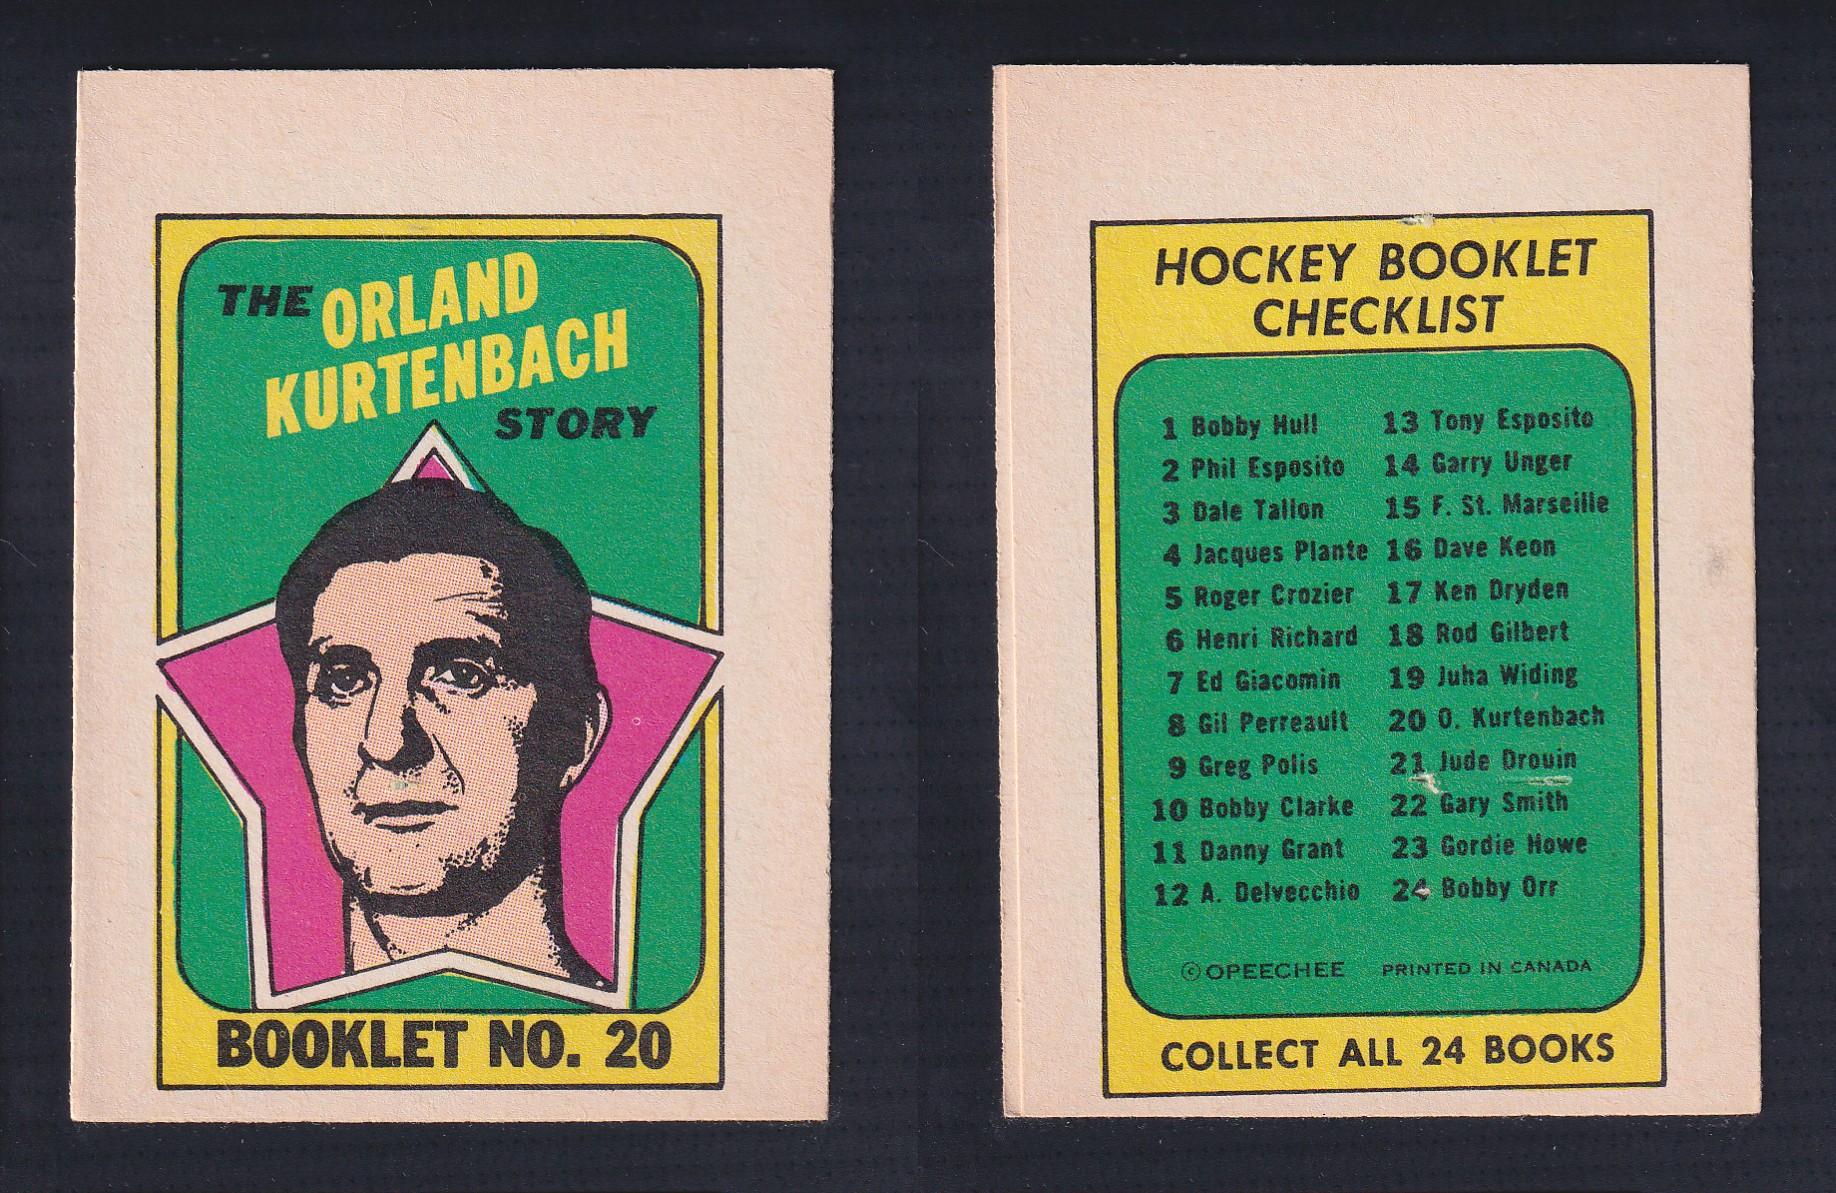 THE ORLAND
KURTENBACH
STORY
BOOKLET NO. 20
HOCKEY BOOKLET
CHECKLIST
1 Bobby Hull
2 Phil Esposito
3 Dale Tallon
4 Jacques Plante
5 Roger Crozier
6 Henri Richard
7 Ed Giacomin
8 Gil Perreault
9 Greg Polis
10 Bobby Clarke
11 Danny Grant
12 A. Delvecchio
13 Tony Esposito
14 Garry Unger
15 F. St. Marseille
16 Dave Keon
17 Ken Dryden
18 Rod Gilbert
19 Juha Widing
20 O. Kurtenbach
21 Jude Drouin
22 Gary Smith
23 Gordie Howe
24 Bobby Orr
© OPEECHEE PRINTED IN CANADA
COLLECT ALL 24 BOOKS